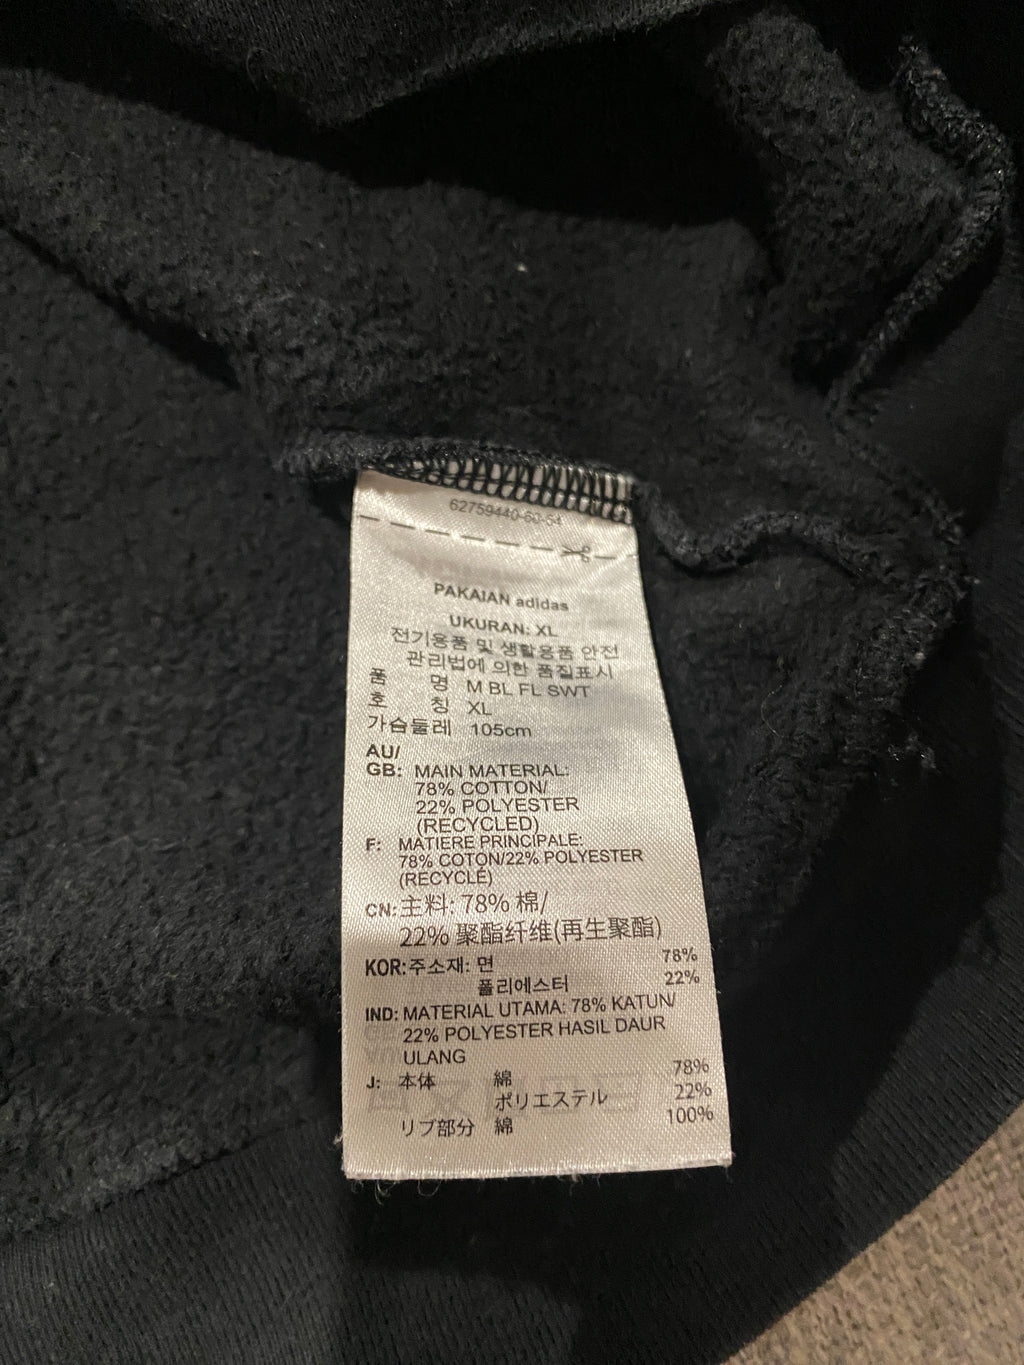 62759440-60-54
PAKAIAN adidas
UKURAN: XL
전기용품 및 생활용품 안전
관리법에 의한 품질표시
품 명 M BL FL SWT
호 칭 XL
가슴둘레 105cm
AU/
GB: MAIN MATERIAL:
78% COTTON/
22% POLYESTER
(RECYCLED)
F: MATIERE PRINCIPALE:
78% COTON/22% POLYESTER
(RECYCLÉ)
CN: 主料: 78% 棉/
22% 聚酯纤维(再生聚酯)
KOR: 주소재: 면 78%
폴리에스터 22%
IND: MATERIAL UTAMA: 78% KATUN/
22% POLYESTER HASIL DAUR
ULANG
J: 本体 綿 78%
ポリエステル 22%
リブ部分 綿 100%